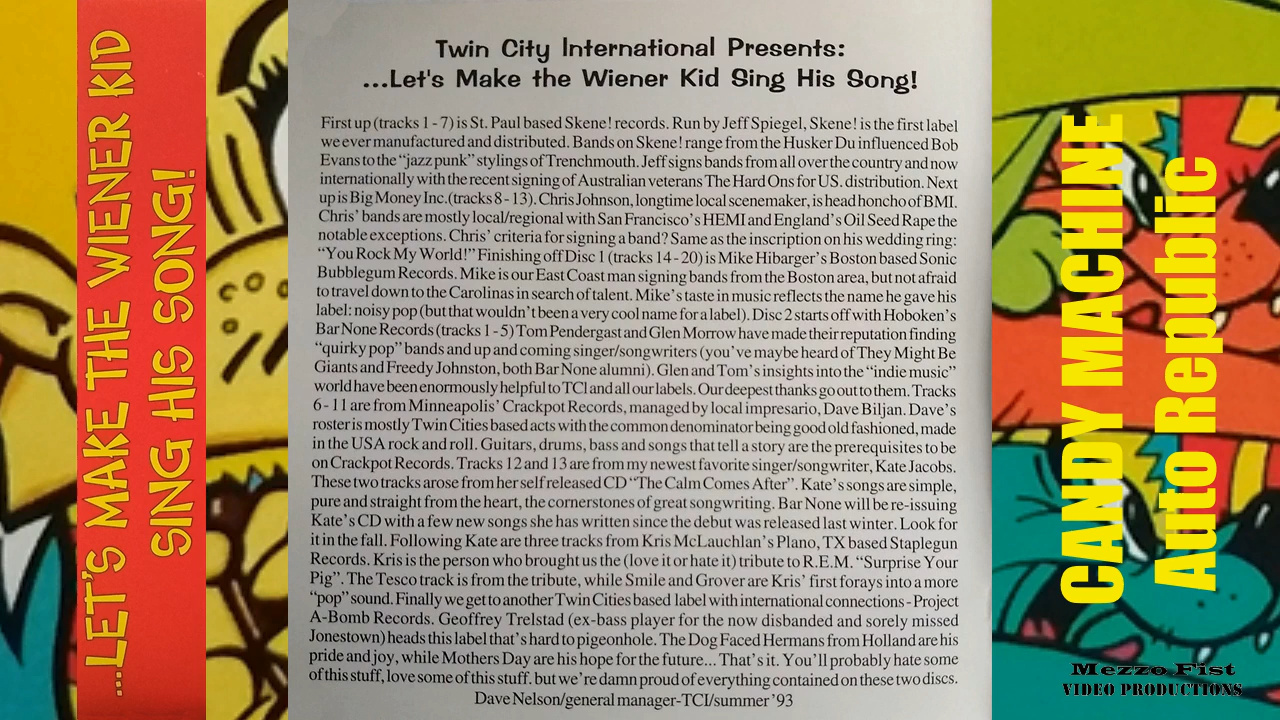 ...LET'S MAKE THE WIENER KID
SING HIS SONG!
Twin City International Presents:
...Let's Make the Wiener Kid Sing His Song!
First up (tracks 1 - 7) is St. Paul based Skene! records. Run by Jeff Spiegel, Skene! is the first label
we ever manufactured and distributed. Bands on Skene! range from the Husker Du influenced Bob
Evans to the “jazz punk” stylings of Trenchmouth. Jeff signs bands from all over the country and now
internationally with the recent signing of Australian veterans The Hard Ons for US. distribution. Next
up is Big Money Inc. (tracks 8 - 13). Chris Johnson, longtime local scenemaker, is head honcho of BMI.
Chris’ bands are mostly local/regional with San Francisco’s HEMI and England’s Oil Seed Rape the
notable exceptions. Chris’ criteria for signing a band? Same as the inscription on his wedding ring:
“You Rock My World!” Finishing off Disc 1 (tracks 14 - 20) is Mike Hibarger’s Boston based Sonic
Bubblegum Records. Mike is our East Coast man signing bands from the Boston area, but not afraid
to travel down to the Carolinas in search of talent. Mike’s taste in music reflects the name he gave his
label: noisy pop (but that wouldn’t been a very cool name for a label). Disc 2 starts off with Hoboken’s
Bar None Records (tracks 1 - 5) Tom Pendergast and Glen Morrow have made their reputation finding
“quirky pop” bands and up and coming singer/songwriters (you’ve maybe heard of They Might Be
Giants and Freedy Johnston, both Bar None alumni). Glen and Tom’s insights into the “indie music”
world have been enormously helpful to TCI and all our labels. Our deepest thanks go out to them. Tracks
6 - 11 are from Minneapolis’ Crackpot Records, managed by local impresario, Dave Biljan. Dave’s
roster is mostly Twin Cities based acts with the common denominator being good old fashioned, made
in the USA rock and roll. Guitars, drums, bass and songs that tell a story are the prerequisites to be
on Crackpot Records. Tracks 12 and 13 are from my newest favorite singer/songwriter, Kate Jacobs.
These two tracks arose from her self released CD “The Calm Comes After”. Kate’s songs are simple,
pure and straight from the heart, the cornerstones of great songwriting. Bar None will be re-issuing
Kate’s CD with a few new songs she has written since the debut was released last winter. Look for
it in the fall. Following Kate are three tracks from Kris McLauchlan’s Plano, TX based Staplegun
Records. Kris is the person who brought us the (love it or hate it) tribute to R.E.M. “Surprise Your
Pig”. The Tesco track is from the tribute, while Smile and Grover are Kris’ first forays into a more
“pop” sound. Finally we get to another Twin Cities based label with international connections - Project
A-Bomb Records. Geoffrey Trelstad (ex-bass player for the now disbanded and sorely missed
Jonestown) heads this label that’s hard to pigeonhole. The Dog Faced Hermans from Holland are his
pride and joy, while Mothers Day are his hope for the future... That’s it. You’ll probably hate some
of this stuff, love some of this stuff. but we’re damn proud of everything contained on these two discs.
Dave Nelson/general manager-TCI/summer ’93
CANDY MACHINE
Auto Republic
Mezzo Fist
VIDEO PRODUCTIONS